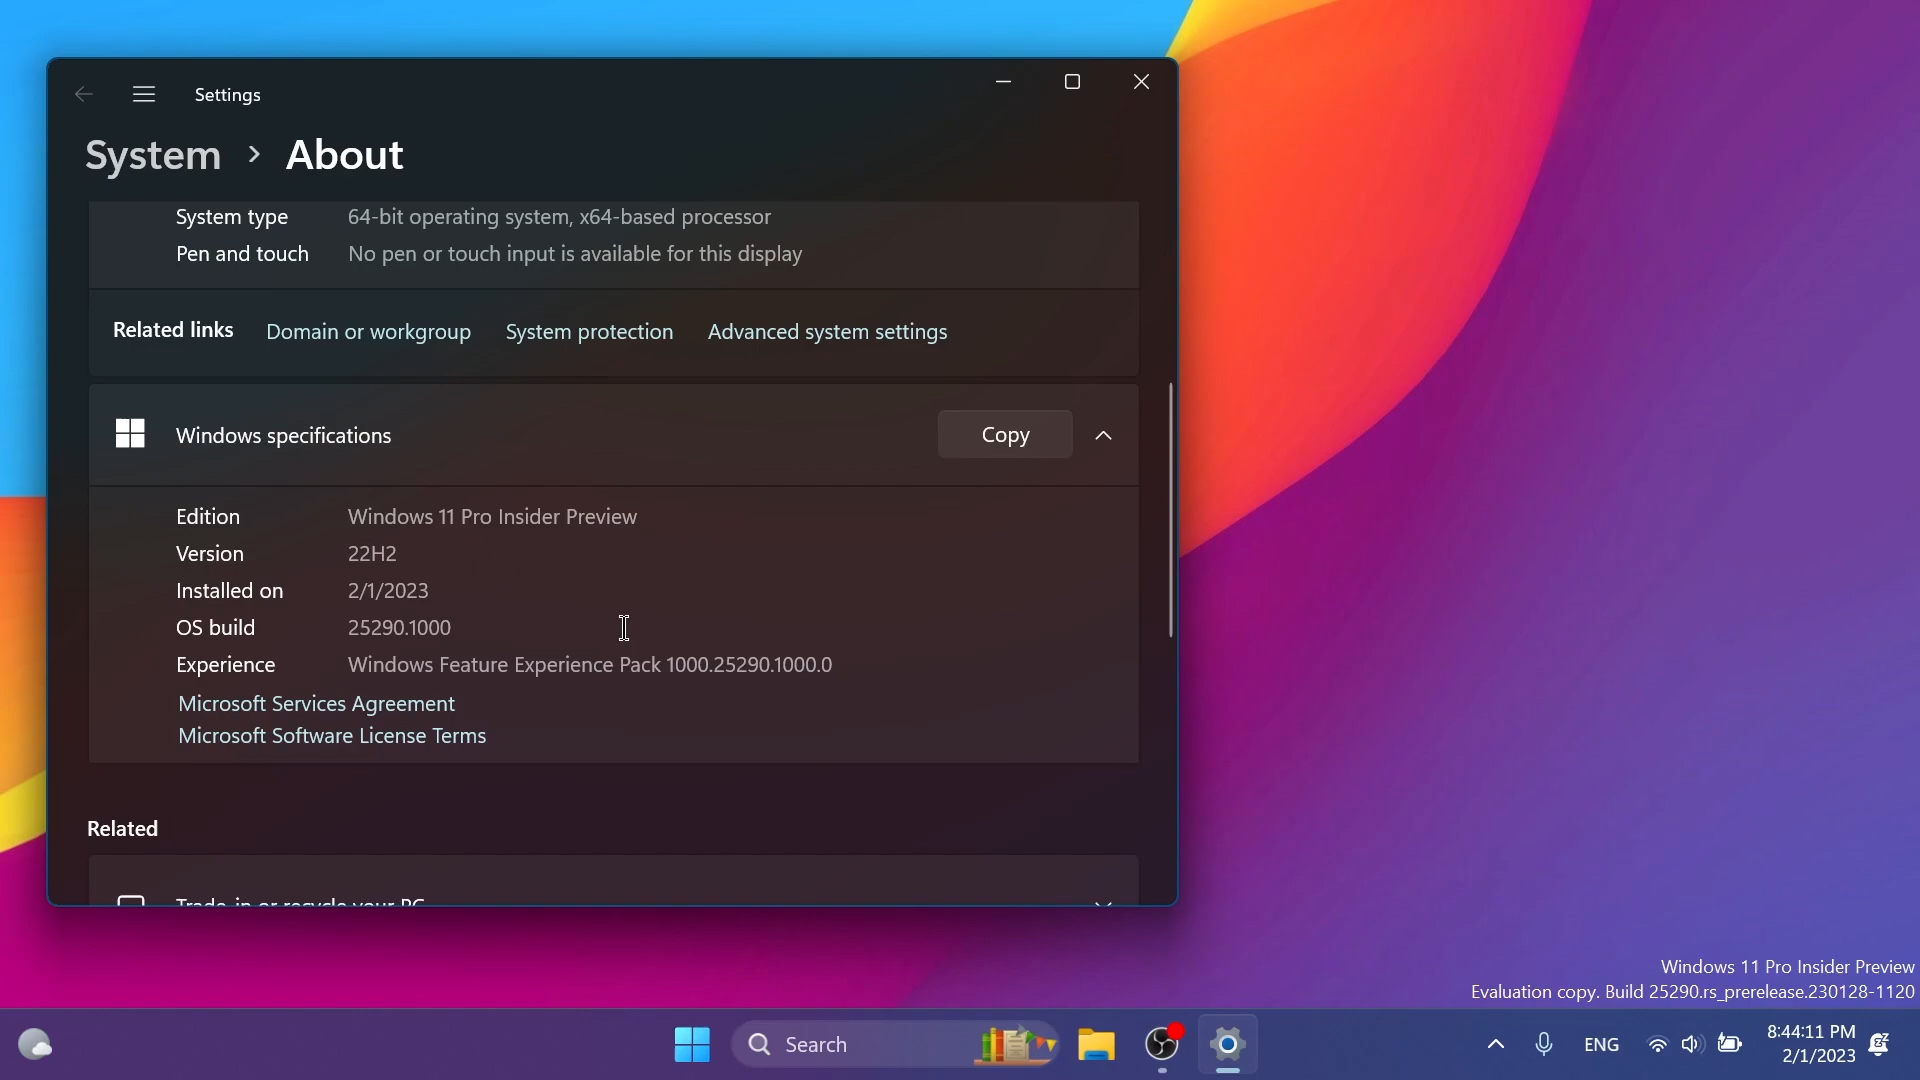 Settings
System > About
System type 64-bit operating system, x64-based processor
Pen and touch No pen or touch input is available for this display
Related links Domain or workgroup System protection Advanced system settings
Windows specifications Copy
Edition Windows 11 Pro Insider Preview
Version 22H2
Installed on 2/1/2023
OS build 25290.1000
Experience Windows Feature Experience Pack 1000.25290.1000.0
Microsoft Services Agreement
Microsoft Software License Terms
Related
Trade-in or recycle your PC
Windows 11 Pro Insider Preview
Evaluation copy. Build 25290.rs_prerelease.230128-1120
Search
ENG
8:44:11 PM
2/1/2023